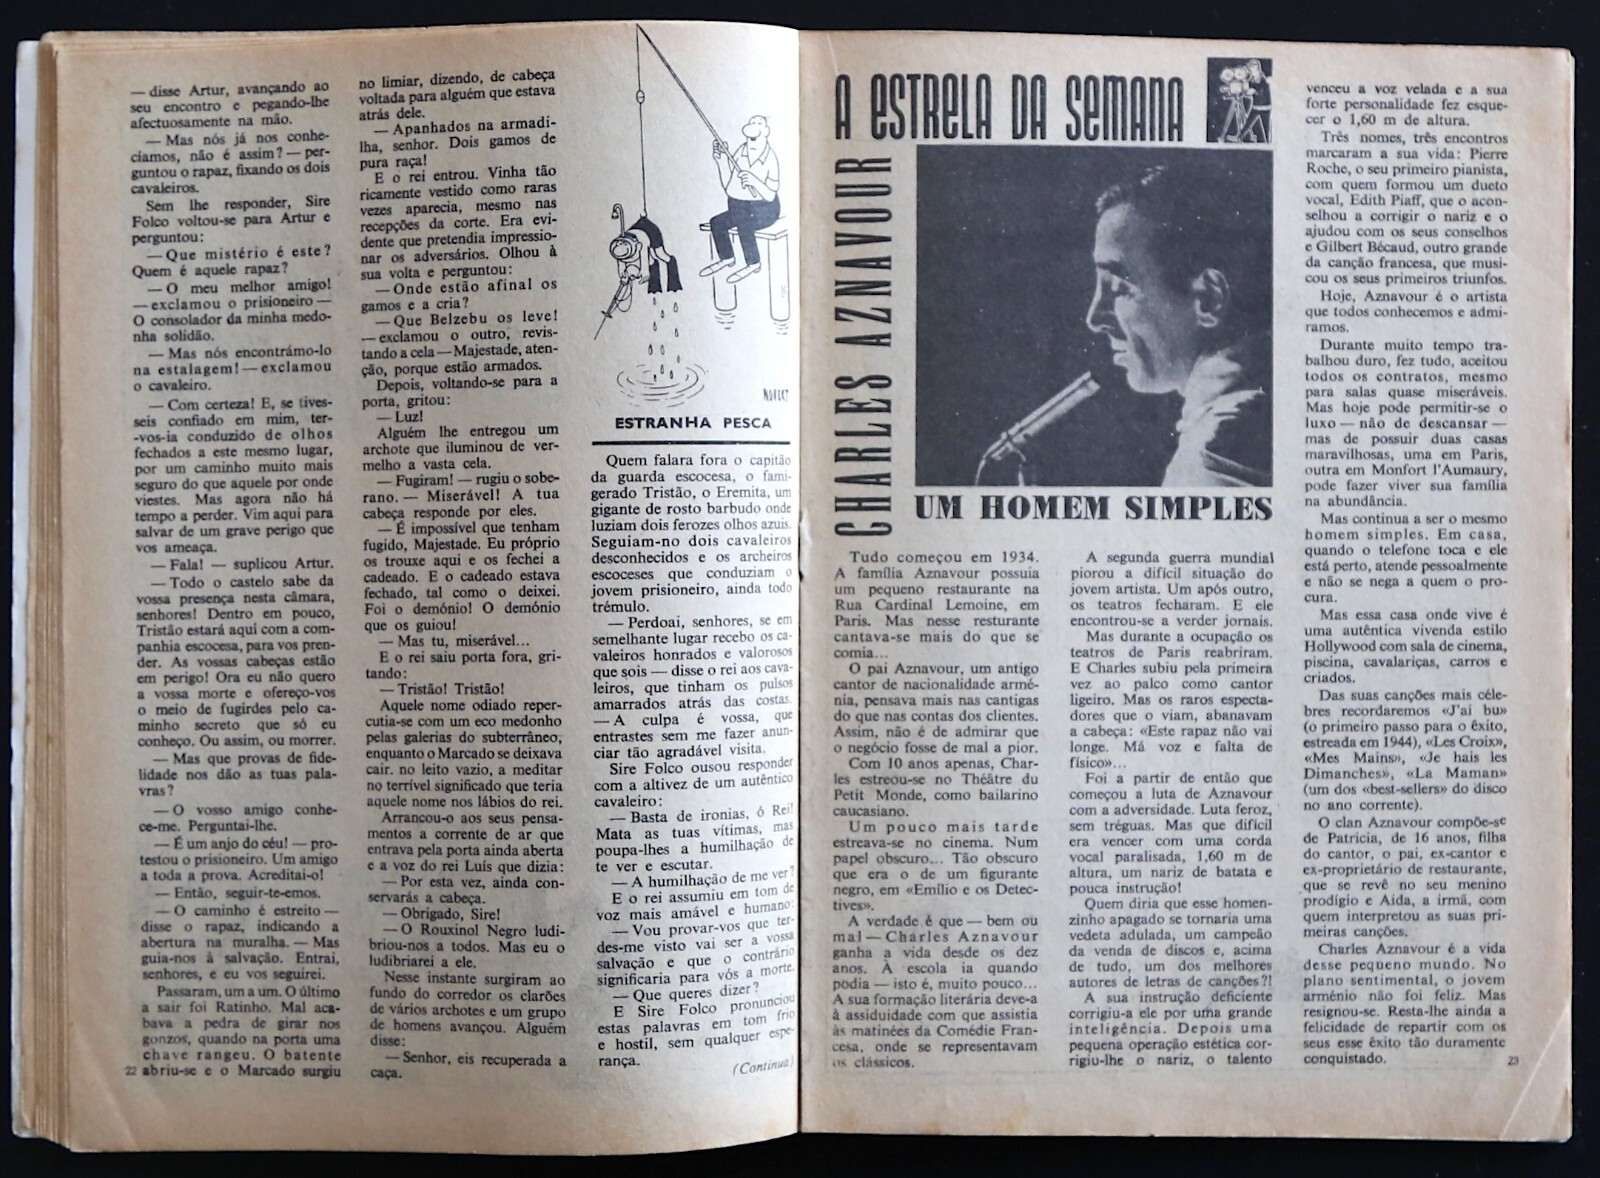 — disse Artur, avançando ao
seu encontro e pegando-lhe
afectuosamente na mão.
— Mas nós já nos conhe-
cíamos, não é assim? — per-
guntou o rapaz, fixando os dois
cavaleiros.
Sem lhe responder, Sire
Folco voltou-se para Artur e
perguntou:
— Que mistério é este?
Quem é aquele rapaz?
— O meu melhor amigo!
— exclamou o prisioneiro —
O consolador da minha medo-
nha solidão.
— Mas nós encontrámo-lo
na estalagem! — exclamou
o cavaleiro.
— Com certeza! E, se tivés-
seis confiado em mim, ter-
-vos-ia conduzido de olhos
fechados a este mesmo lugar,
por um caminho muito mais
seguro do que aquele por onde
viestes. Mas agora não há
tempo a perder. Vim aqui para
salvar de um grave perigo que
vos ameaça.
— Fala! — suplicou Artur.
— Todo o castelo sabe da
vossa presença nesta câmara,
senhores! Dentro em pouco,
Tristão estará aqui com a com-
panhia escocesa, para vos pren-
der. As vossas cabeças estão
em perigo! Ora eu não quero
a vossa morte e ofereço-vos
o meio de fugirdes pelo ca-
minho secreto que só eu
conheço. Ou assim, ou morrer.
— Mas que provas de fide-
lidade nos dão as tuas pala-
vras?
— O vosso amigo conhe-
ce-me. Perguntai-lhe.
— É um anjo do céu! — pro-
testou o prisioneiro. Um amigo
a toda a prova. Acreditai-o!
— Então, seguir-te-emos.
— O caminho é estreito —
disse o rapaz, indicando a
abertura na muralha. — Mas
guia-nos à salvação. Entrai,
senhores, e eu vos seguirei.
Passaram, um a um. O último
a sair foi Ratinho. Mal aca-
bava a pedra de girar nos
gonzos, quando na porta uma
chave rangeu. O batente
22 abriu-se e o Marcado surgiu
no limiar, dizendo, de cabeça
voltada para alguém que estava
atrás dele.
— Apanhados na armadi-
lha, senhor. Dois gamos de
pura raça!
E o rei entrou. Vinha tão
ricamente vestido como raras
vezes aparecia, mesmo nas
recepções da corte. Era evi-
dente que pretendia impressio-
nar os adversários. Olhou à
sua volta e perguntou:
— Onde estão afinal os
gamos e a cria?
— Que Belzebu os leve!
— exclamou o outro, revis-
tando a cela — Majestade, aten-
ção, porque estão armados.
Depois, voltando-se para a
porta, gritou:
— Luz!
Alguém lhe entregou um
archote que iluminou de ver-
melho a vasta cela.
— Fugiram! — rugiu o sobe-
rano. — Miserável! A tua
cabeça responde por eles.
— É impossível que tenham
fugido, Majestade. Eu próprio
os trouxe aqui e os fechei a
cadeado. E o cadeado estava
fechado, tal como o deixei.
Foi o demónio! O demónio
que os guiou!
— Mas tu, miserável...
E o rei saiu porta fora, gri-
tando:
— Tristão! Tristão!
Aquele nome odiado reper-
cutia-se com um eco medonho
pelas galerias do subterrâneo,
enquanto o Marcado se deixava
cair. no leito vazio, a meditar
no terrível significado que teria
aquele nome nos lábios do rei.
Arrancou-o aos seus pensa-
mentos a corrente de ar que
entrava pela porta ainda aberta
e a voz do rei Luís que dizia:
— Por esta vez, ainda con-
servarás a cabeça.
— Obrigado, Sire!
— O Rouxinol Negro ludi-
briou-nos a todos. Mas eu o
ludibriarei a ele.
Nesse instante surgiram ao
fundo do corredor os clarões
de vários archotes e um grupo
de homens avançou. Alguém
disse:
— Senhor, eis recuperada a
caça.
NORERT
ESTRANHA PESCA
Quem falara fora o capitão
da guarda escocesa, o fami-
gerado Tristão, o Eremita, um
gigante de rosto barbudo onde
luziam dois ferozes olhos azuis.
Seguiam-no dois cavaleiros
desconhecidos e os archeiros
escoceses que conduziam o
jovem prisioneiro, ainda todo
trémulo.
— Perdoai, senhores, se em
semelhante lugar recebo os ca-
valeiros honrados e valorosos
que sois — disse o rei aos cava-
leiros, que tinham os pulsos
amarrados atrás das costas.
— A culpa é vossa, que
entrastes sem me fazer anun-
ciar tão agradável visita.
Sire Folco ousou responder
com a altivez de um autêntico
cavaleiro:
— Basta de ironias, ó Rei!
Mata as tuas vítimas, mas
poupa-lhes a humilhação de
te ver e escutar.
— A humilhação de me ver?
E o rei assumiu em tom de
voz mais amável e humano:
— Vou provar-vos que ter-
des-me visto vai ser a vossa
salvação e que o contrário
significaria para vós a morte.
— Que queres dizer?
E Sire Folco pronunciou
estas palavras em tom frio
e hostil, sem qualquer espe-
rança.
(Continua)
A ESTRELA DA SEMANA
CHARLES AZNAVOUR
UM HOMEM SIMPLES
Tudo começou em 1934.
A família Aznavour possuía
um pequeno restaurante na
Rua Cardinal Lemoine, em
Paris. Mas nesse resturante
cantava-se mais do que se
comia...
O pai Aznavour, um antigo
cantor de nacionalidade armé-
nia, pensava mais nas cantigas
do que nas contas dos clientes.
Assim, não é de admirar que
o negócio fosse de mal a pior.
Com 10 anos apenas, Char-
les estreou-se no Théâtre du
Petit Monde, como bailarino
caucasiano.
Um pouco mais tarde
estreava-se no cinema. Num
papel obscuro... Tão obscuro
que era o de um figurante
negro, em «Emílio e os Detec-
tives».
A verdade é que — bem ou
mal — Charles Aznavour
ganha a vida desde os dez
anos. À escola ia quando
podia — isto é, muito pouco...
A sua formação literária deve-a
à assiduidade com que assistia
às matinées da Comédie Fran-
cesa, onde se representavam
os clássicos.
A segunda guerra mundial
piorou a difícil situação do
jovem artista. Um após outro,
os teatros fecharam. E ele
encontrou-se a verder jornais.
Mas durante a ocupação os
teatros de Paris reabriram.
E Charles subiu pela primeira
vez ao palco como cantor
ligeiro. Mas os raros especta-
dores que o viam, abanavam
a cabeça: «Este rapaz não vai
longe. Má voz e falta de
físico»...
Foi a partir de então que
começou a luta de Aznavour
com a adversidade. Luta feroz,
sem tréguas. Mas que difícil
era vencer com uma corda
vocal paralisada, 1,60 m de
altura, um nariz de batata e
pouca instrução!
Quem diria que esse homen-
zinho apagado se tornaria uma
vedeta adulada, um campeão
da venda de discos e, acima
de tudo, um dos melhores
autores de letras de canções?!
A sua instrução deficiente
corrigiu-a ele por uma grande
inteligência. Depois uma
pequena operação estética cor-
rigiu-lhe o nariz, o talento
venceu a voz velada e a sua
forte personalidade fez esque-
cer o 1,60 m de altura.
Três nomes, três encontros
marcaram a sua vida: Pierre
Roche, o seu primeiro pianista,
com quem formou um dueto
vocal, Edith Piaff, que o acon-
selhou a corrigir o nariz e o
ajudou com os seus conselhos
e Gilbert Bécaud, outro grande
da canção francesa, que musi-
cou os seus primeiros triunfos.
Hoje, Aznavour é o artista
que todos conhecemos e admi-
ramos.
Durante muito tempo tra-
balhou duro, fez tudo, aceitou
todos os contratos, mesmo
para salas quase miseráveis.
Mas hoje pode permitir-se o
luxo — não de descansar —
mas de possuir duas casas
maravilhosas, uma em Paris,
outra em Monfort l'Aumaury,
pode fazer viver sua família
na abundância.
Mas continua a ser o mesmo
homem simples. Em casa,
quando o telefone toca e ele
está perto, atende pessoalmente
e não se nega a quem o pro-
cura.
Mas essa casa onde vive é
uma autêntica vivenda estilo
Hollywood com sala de cinema,
piscina, cavalariças, carros e
criados.
Das suas canções mais céle-
bres recordaremos «J'ai bu»
(o primeiro passo para o êxito,
estreada em 1944), «Les Croix»,
«Mes Mains», «Je hais les
Dimanches», «La Maman»
(um dos «best-sellers» do disco
no ano corrente).
O clan Aznavour compõe-se
de Patricia, de 16 anos, filha
do cantor, o pai, ex-cantor e
ex-proprietário de restaurante,
que se revê no seu menino
prodígio e Aida, a irmã, com
quem interpretou as suas pri-
meiras canções.
Charles Aznavour é a vida
desse pequeno mundo. No
plano sentimental, o jovem
arménio não foi feliz. Mas
resignou-se. Resta-lhe ainda a
felicidade de repartir com os
seus esse êxito tão duramente
conquistado.
23